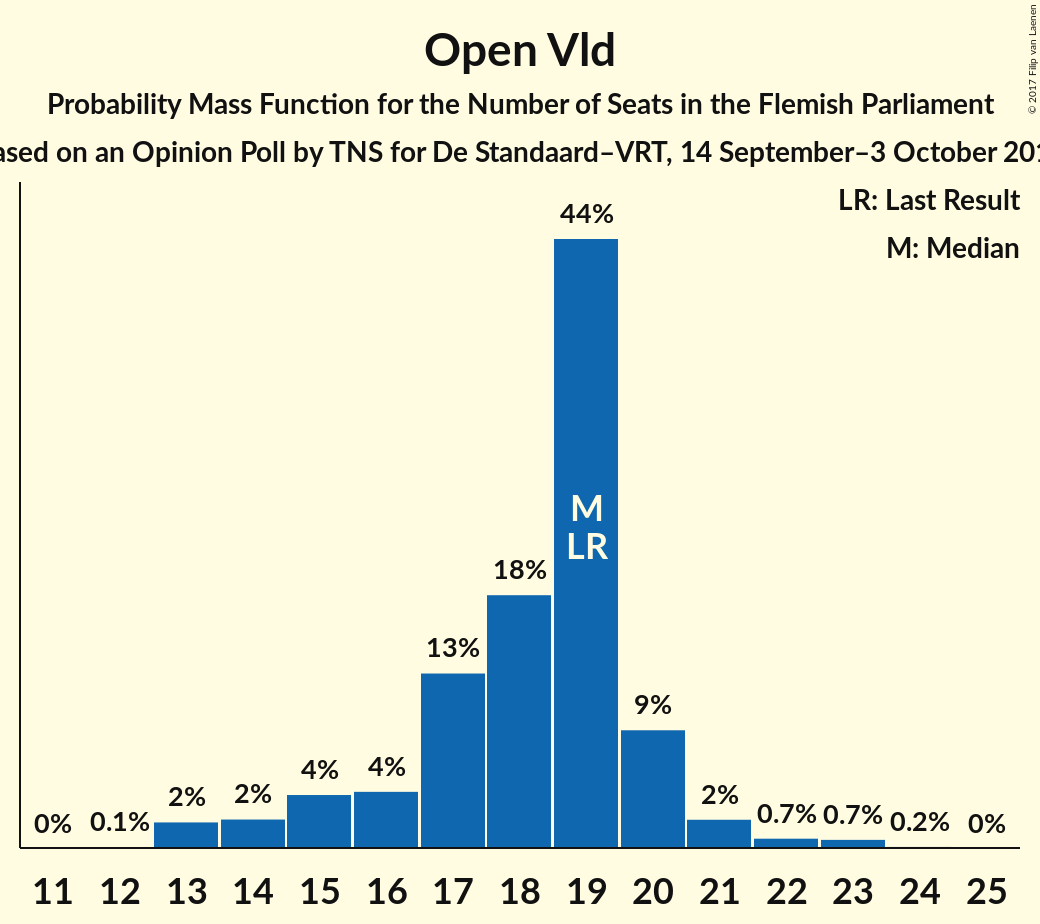 Open Vld
Probability Mass Function for the Number of Seats in the Flemish Parliament
on an Opinion Poll by TNS for De Standaard–VRT, 14 September–3 October
LR: Last Result
M: Median
44%
M
LR
18%
13%
9%
4%
4%
2%
2%
2%
0.7%
0.7%
0.2%
0.1%
0%
0%
11 12 13 14 15 16 17 18 19 20 21 22 23 24 25
© 2017 Filip van Laenen